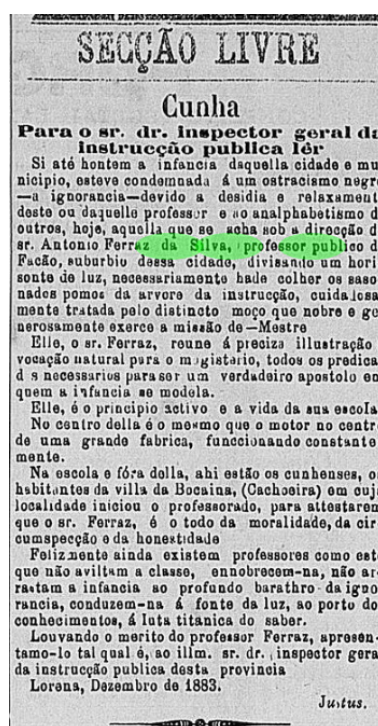 SECÇÃO LIVRE
Cunha
Para o sr. dr. inspector geral da
instrucção publica lêr
Si até hontem a infancia daquella cidade e mu
nicipio, esteve condemnada á um ostracismo negro
—a ignorancia—devido a desidia e relaxament
deste ou daquelle professor e ao analphabetismo d
outros, hoje, aquella que se acha sob a direcção d
sr. Antonio Ferraz da Silva, professor publico d
Facão, suburbio dessa cidade, divisando um hori
sonte de luz, necessariamente hade colher os saso
nados pomos da arvore da instrucção, cuidalosa
mente tratada pelo distincto moço que nobre e ge
nerosamente exerce a missão de—Mestre
Elle, o sr. Ferraz, reune á preciza illustração
vocação natural para o magisterio, todos os predica
d s necessarios para ser um verdadeiro apostolo em
quem a infancia se modela.
Elle, é o principio activo e a vida da sua escola
No centro della é o mesmo que o motor no centr
de uma grande fabrica, funccionando constante
mente.
Na escola e fóra della, ahi estão os cunhenses, o
habitantes da villa da Bocaina, (Cachoeira) em cuj
localidade iniciou o professorado, para attestarem
que o sr. Ferraz, é o todo da moralidade, da cir
cumspecção e da honestidade
Felizmente ainda existem professores como este
que não aviltam a classe, ennobrecem-na, não ar
rastam a infancia ao profundo barathro da igno
rancia, conduzem-na á fonte da luz, ao porto do
conhecimentos, á luta titanica do saber.
Louvando o merito do professor Ferraz, apresen
tamo-lo tal qual é, ao illm. sr. dr. inspector gera
da instrucção publica desta provincia
Lorena, Dezembro de 1883.
Justus.